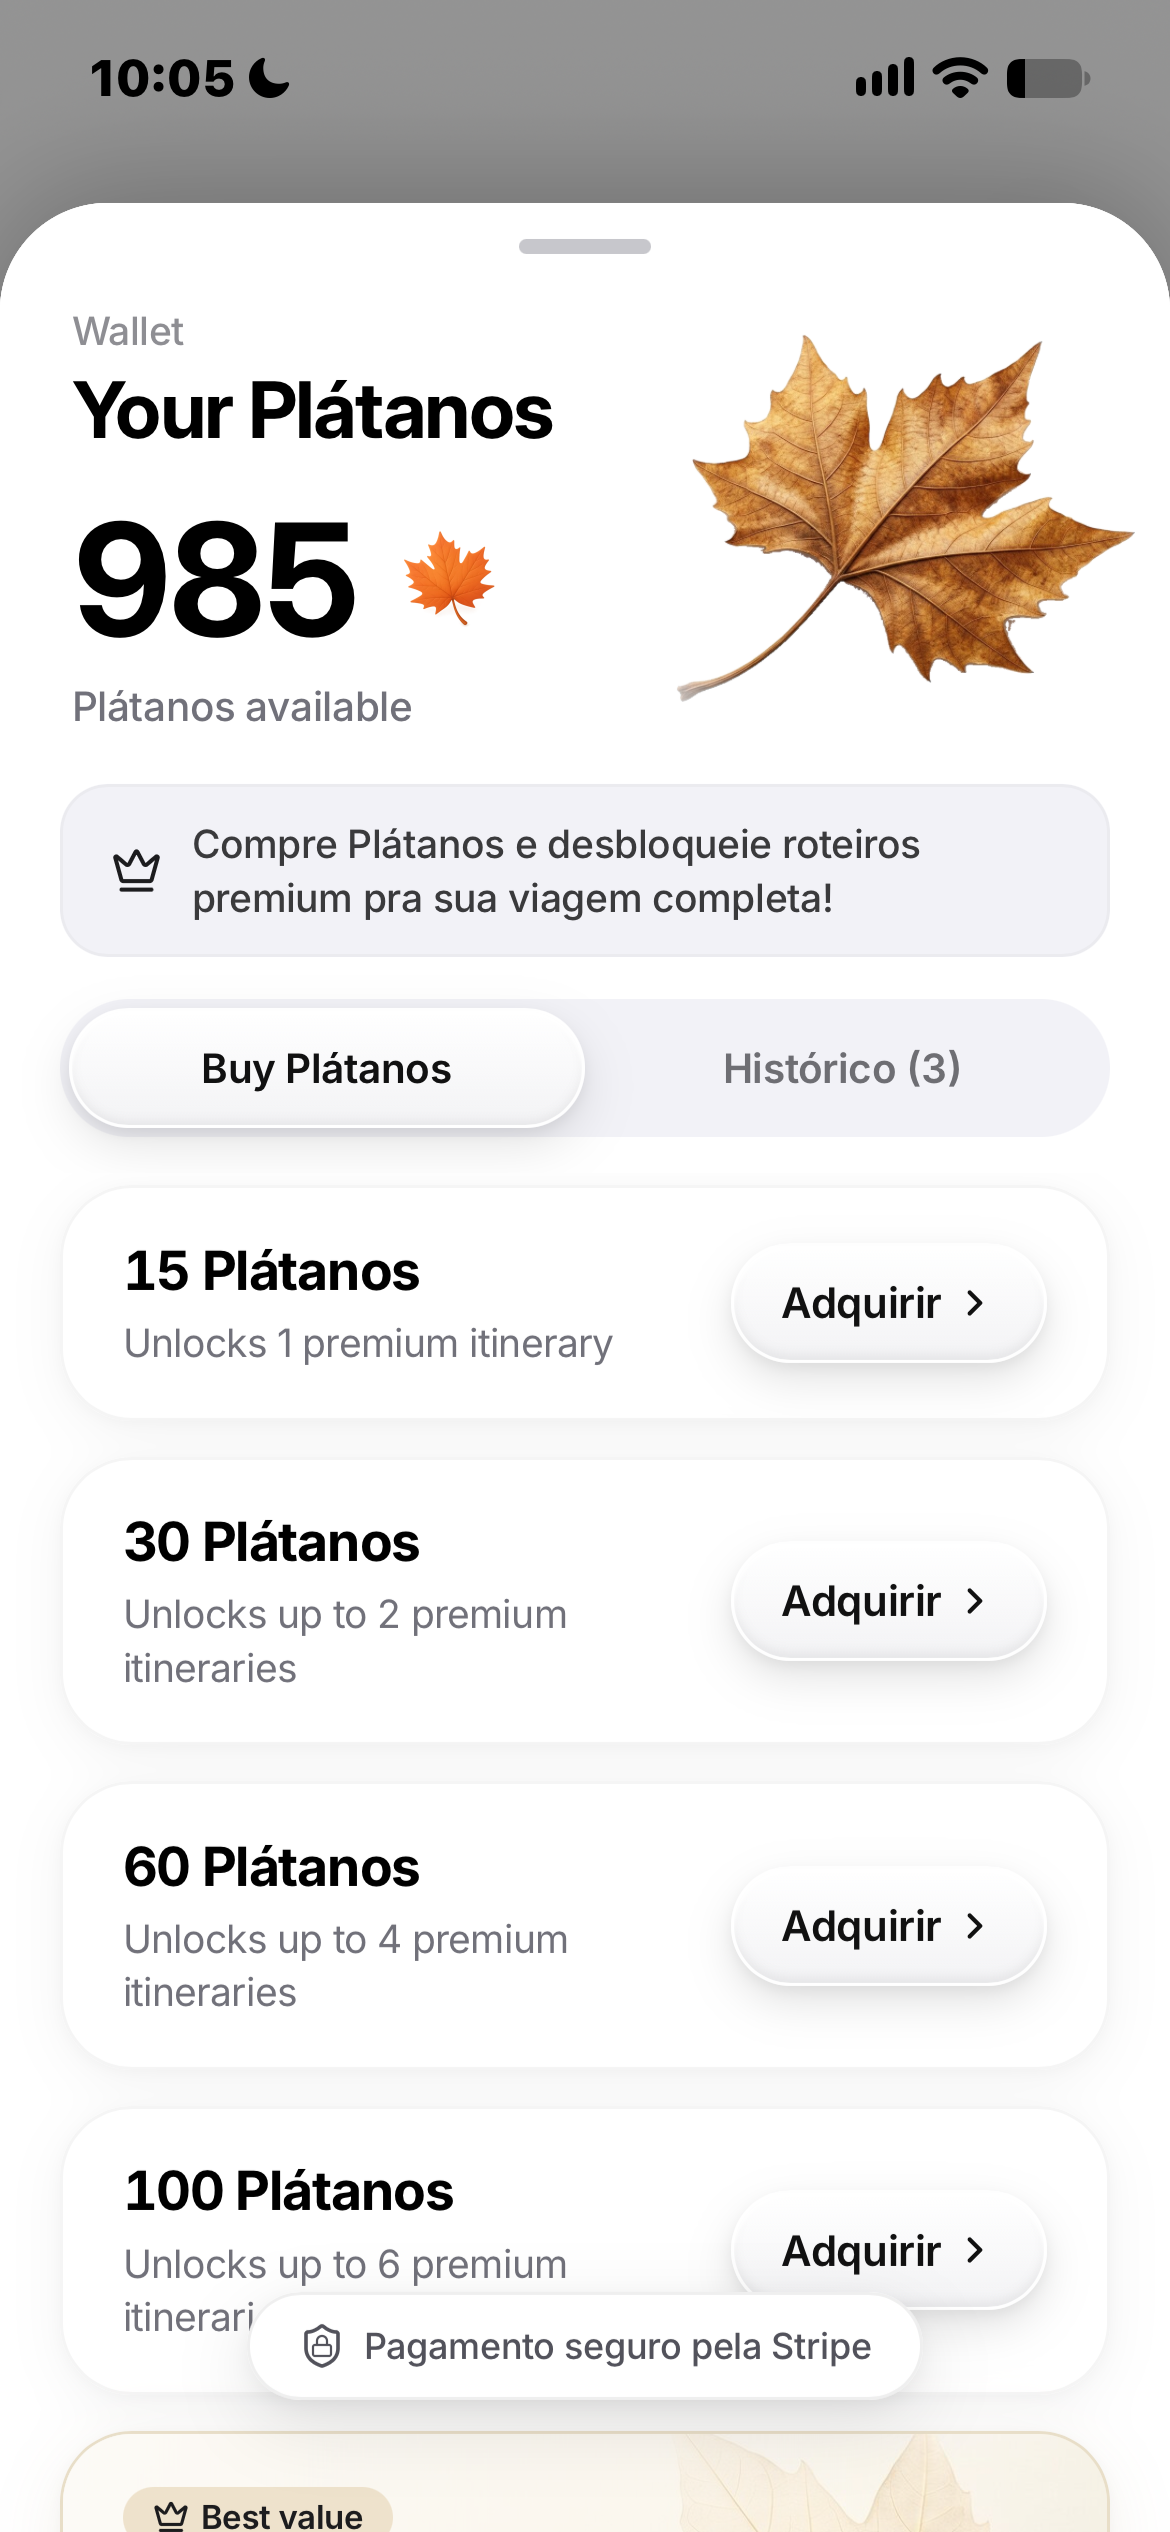 10:05
Wallet
Your Plátanos
985
Plátanos available
Compre Plátanos e desbloqueie roteiros
premium pra sua viagem completa!
Buy Plátanos
Histórico (3)
15 Plátanos
Unlocks 1 premium itinerary
Adquirir
30 Plátanos
Unlocks up to 2 premium
itineraries
Adquirir
60 Plátanos
Unlocks up to 4 premium
itineraries
Adquirir
100 Plátanos
Unlocks up to 6 premium
Adquirir
Pagamento seguro pela Stripe
Best value